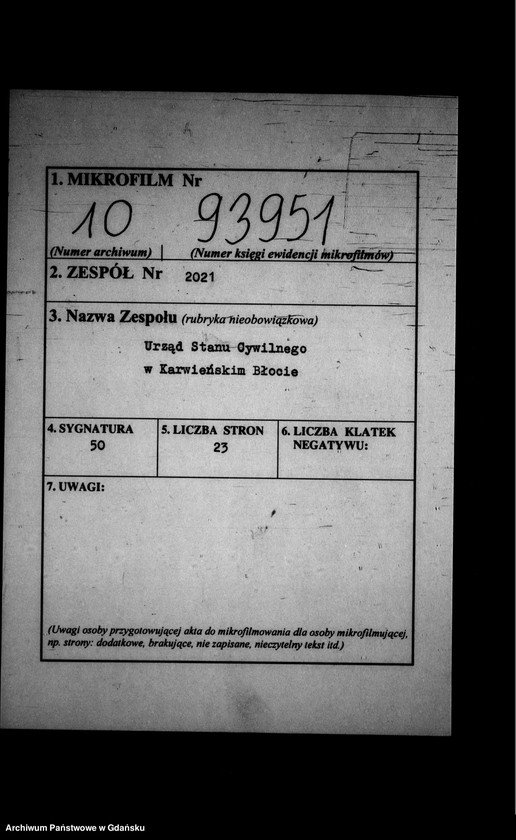 1. MIKROFILM Nr
10 93951
(Numer archiwum) (Numer księgi ewidencji mikrofilmów)
2. ZESPÓŁ Nr 2021
3. Nazwa Zespołu (rubryka nieobowiązkowa)
Urząd Stanu Cywilnego
w Karwieńskim Błocie
4. SYGNATURA 5. LICZBA STRON 6. LICZBA KLATEK
NEGATYWU:
50 23
7. UWAGI:
(Uwagi osoby przygotowującej akta do mikrofilmowania dla osoby mikrofilmującej,
np. strony: dodatkowe, brakujące, nie zapisane, nieczytelny tekst itd.)
Archiwum Państwowe w Gdańsku